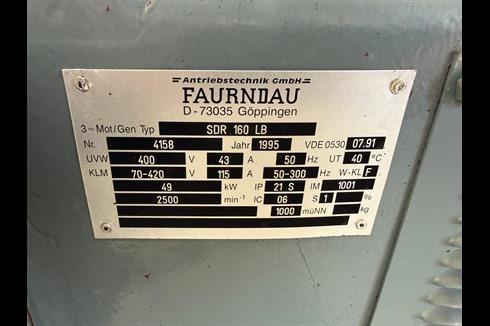 Antriebstechnik GmbH
FAURNDAU
D-73035 Göppingen
3~Mot/Gen Typ SDR 160 LB
Nr. 4158 Jahr 1995 VDE 0530 07.91
UVW 400 V 43 A 50 Hz UT 40 °C
KLM 70-420 V 115 A 50-300 Hz W-KL F
49 kW IP 21 S IM 1001
2500 min-1 IC 06 S 1 %
1000 müNN kg